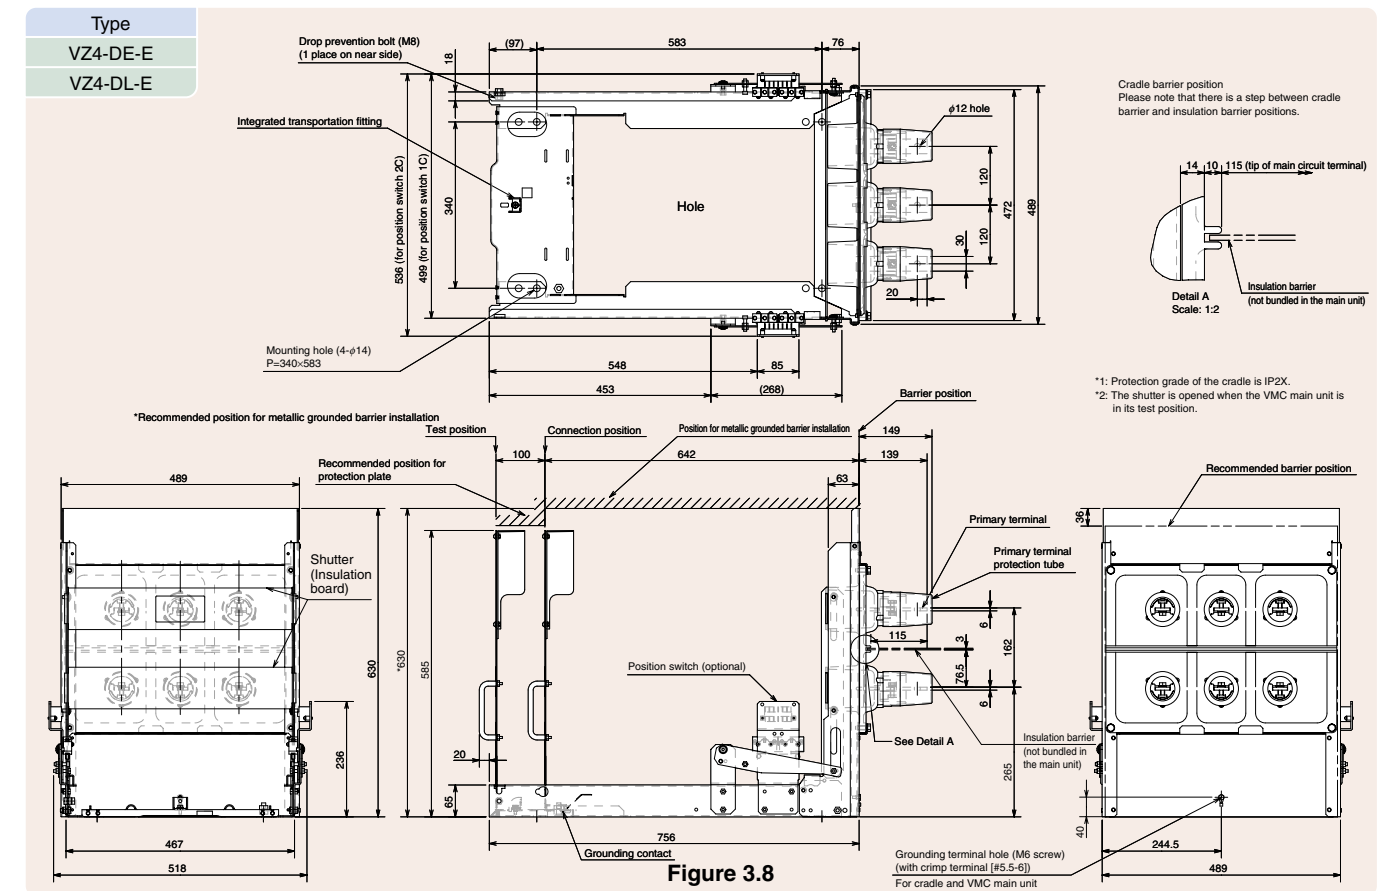 Type
VZ4-DE-E
VZ4-DL-E
Drop prevention bolt (M8)
(1 place on near side)
Integrated transportation fitting
18
(97)
583
76
536 (for position switch 2C)
499 (for position switch 1C)
340
Hole
φ12 hole
120
120
30
20
472
489
Mounting hole (4-φ14)
P=340×583
548
85
453
(268)
Cradle barrier position
Please note that there is a step between cradle
barrier and insulation barrier positions.
14
10
115 (tip of main circuit terminal)
Insulation barrier
(not bundled in the main unit)
Detail A
Scale: 1:2
*1: Protection grade of the cradle is IP2X.
*2: The shutter is opened when the VMC main unit is
in its test position.
*Recommended position for metallic grounded barrier installation
Test position
Connection position
Position for metallic grounded barrier installation
Barrier position
149
100
642
139
63
Recommended position for
protection plate
489
Shutter
(Insulation
board)
630
236
467
518
*630
585
20
65
Position switch (optional)
756
Grounding contact
Primary terminal
Primary terminal
protection tube
115
6
3
162
76.5
6
265
See Detail A
Insulation barrier
(not bundled in
the main unit)
Recommended barrier position
36
40
244.5
489
Grounding terminal hole (M6 screw)
(with crimp terminal [#5.5-6])
For cradle and VMC main unit
Figure 3.8